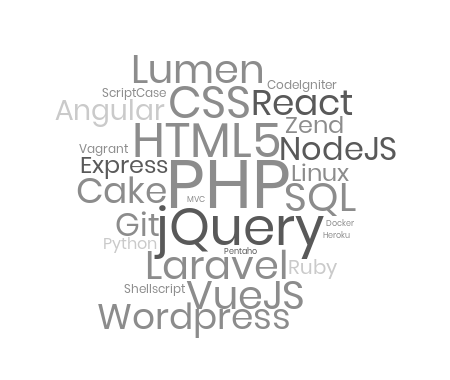 Lumen
CodeIgniter
ScriptCase
CSS
React
Angular
Zend
HTML5
NodeJS
Vagrant
Express
PHP
Linux
Cake
MVC
SQL
Git
jQuery
Docker
Heroku
Python
Pentaho
Laravel
Ruby
Shellscript
VueJS
Wordpress